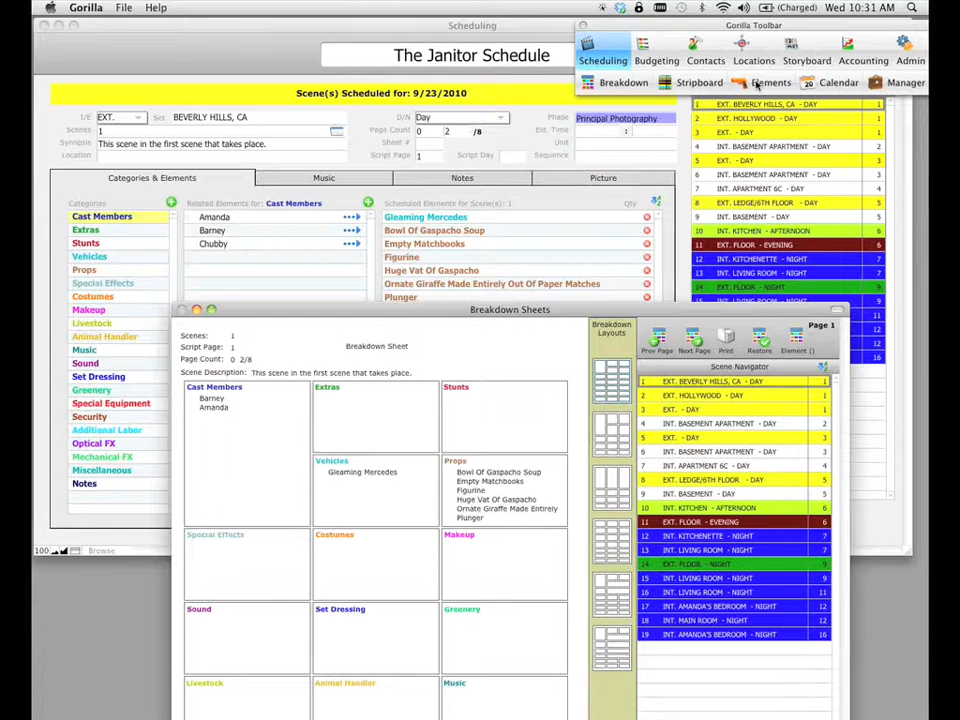 Gorilla File Help (Charged) Wed 10:31 AM
Scheduling
Gorilla Toolbar
The Janitor Schedule
Scheduling Budgeting Contacts Locations Storyboard Accounting Admin
Breakdown Stripboard Elements 20 Calendar Manager
Scene(s) Scheduled for: 9/23/2010
I/E EXT. Set BEVERLY HILLS, CA D/N Day Phase Principal Photography
Scenes 1 Page Count 0 2 /8 Est. Time :
Synopsis This scene in the first scene that takes place. Sheet # Unit
Location Script Page 1 Script Day Sequence
Categories & Elements Music Notes Picture
Categories Related Elements for: Cast Members Scheduled Elements for Scene(s): 1 Qty
Cast Members Amanda Gleaming Mercedes
Extras Barney Bowl Of Gaspacho Soup
Stunts Chubby Empty Matchbooks
Vehicles Figurine
Props Huge Vat Of Gaspacho
Special Effects Ornate Giraffe Made Entirely Out Of Paper Matches
Costumes Plunger
Makeup
Livestock
Animal Handler
Music
Sound
Set Dressing
Greenery
Special Equipment
Security
Additional Labor
Optical FX
Mechanical FX
Miscellaneous
Notes
100 Browse
1 EXT. BEVERLY HILLS, CA - DAY 1
2 EXT. HOLLYWOOD - DAY 1
3 EXT. - DAY 1
4 INT. BASEMENT APARTMENT - DAY 2
5 EXT. - DAY 3
6 INT. BASEMENT APARTMENT - DAY 3
7 INT. APARTMENT 6C - DAY 4
8 EXT. LEDGE/6TH FLOOR - DAY 5
9 INT. BASEMENT - DAY 5
10 INT. KITCHEN - AFTERNOON 6
11 EXT. FLOOR - EVENING 6
12 INT. KITCHENETTE - NIGHT 7
13 INT. LIVING ROOM - NIGHT 7
14 EXT. FLOOR - NIGHT 9
15 INT. LIVING ROOM - NIGHT 9
11
12
12
16
Breakdown Sheets
Scenes: 1
Script Page: 1 Breakdown Sheet
Page Count: 0 2/8
Scene Description: This scene in the first scene that takes place.
Cast Members
Barney
Amanda
Extras
Stunts
Vehicles
Gleaming Mercedes
Props
Bowl Of Gaspacho Soup
Empty Matchbooks
Figurine
Huge Vat Of Gaspacho
Ornate Giraffe Made Entirely
Plunger
Special Effects Costumes Makeup
Sound Set Dressing Greenery
Livestock Animal Handler Music
Breakdown
Layouts
Page 1
Prev Page Next Page Print Restore Element ()
Scene Navigator
1 EXT. BEVERLY HILLS, CA - DAY 1
2 EXT. HOLLYWOOD - DAY 1
3 EXT. - DAY 1
4 INT. BASEMENT APARTMENT - DAY 2
5 EXT. - DAY 3
6 INT. BASEMENT APARTMENT - DAY 3
7 INT. APARTMENT 6C - DAY 4
8 EXT. LEDGE/6TH FLOOR - DAY 5
9 INT. BASEMENT - DAY 5
10 INT. KITCHEN - AFTERNOON 6
11 EXT. FLOOR - EVENING 6
12 INT. KITCHENETTE - NIGHT 7
13 INT. LIVING ROOM - NIGHT 7
14 EXT. FLOOR - NIGHT 9
15 INT. LIVING ROOM - NIGHT 9
16 INT. LIVING ROOM - NIGHT 11
17 INT. AMANDA'S BEDROOM - NIGHT 12
18 INT. MAIN ROOM - NIGHT 12
19 INT. AMANDA'S BEDROOM - NIGHT 16